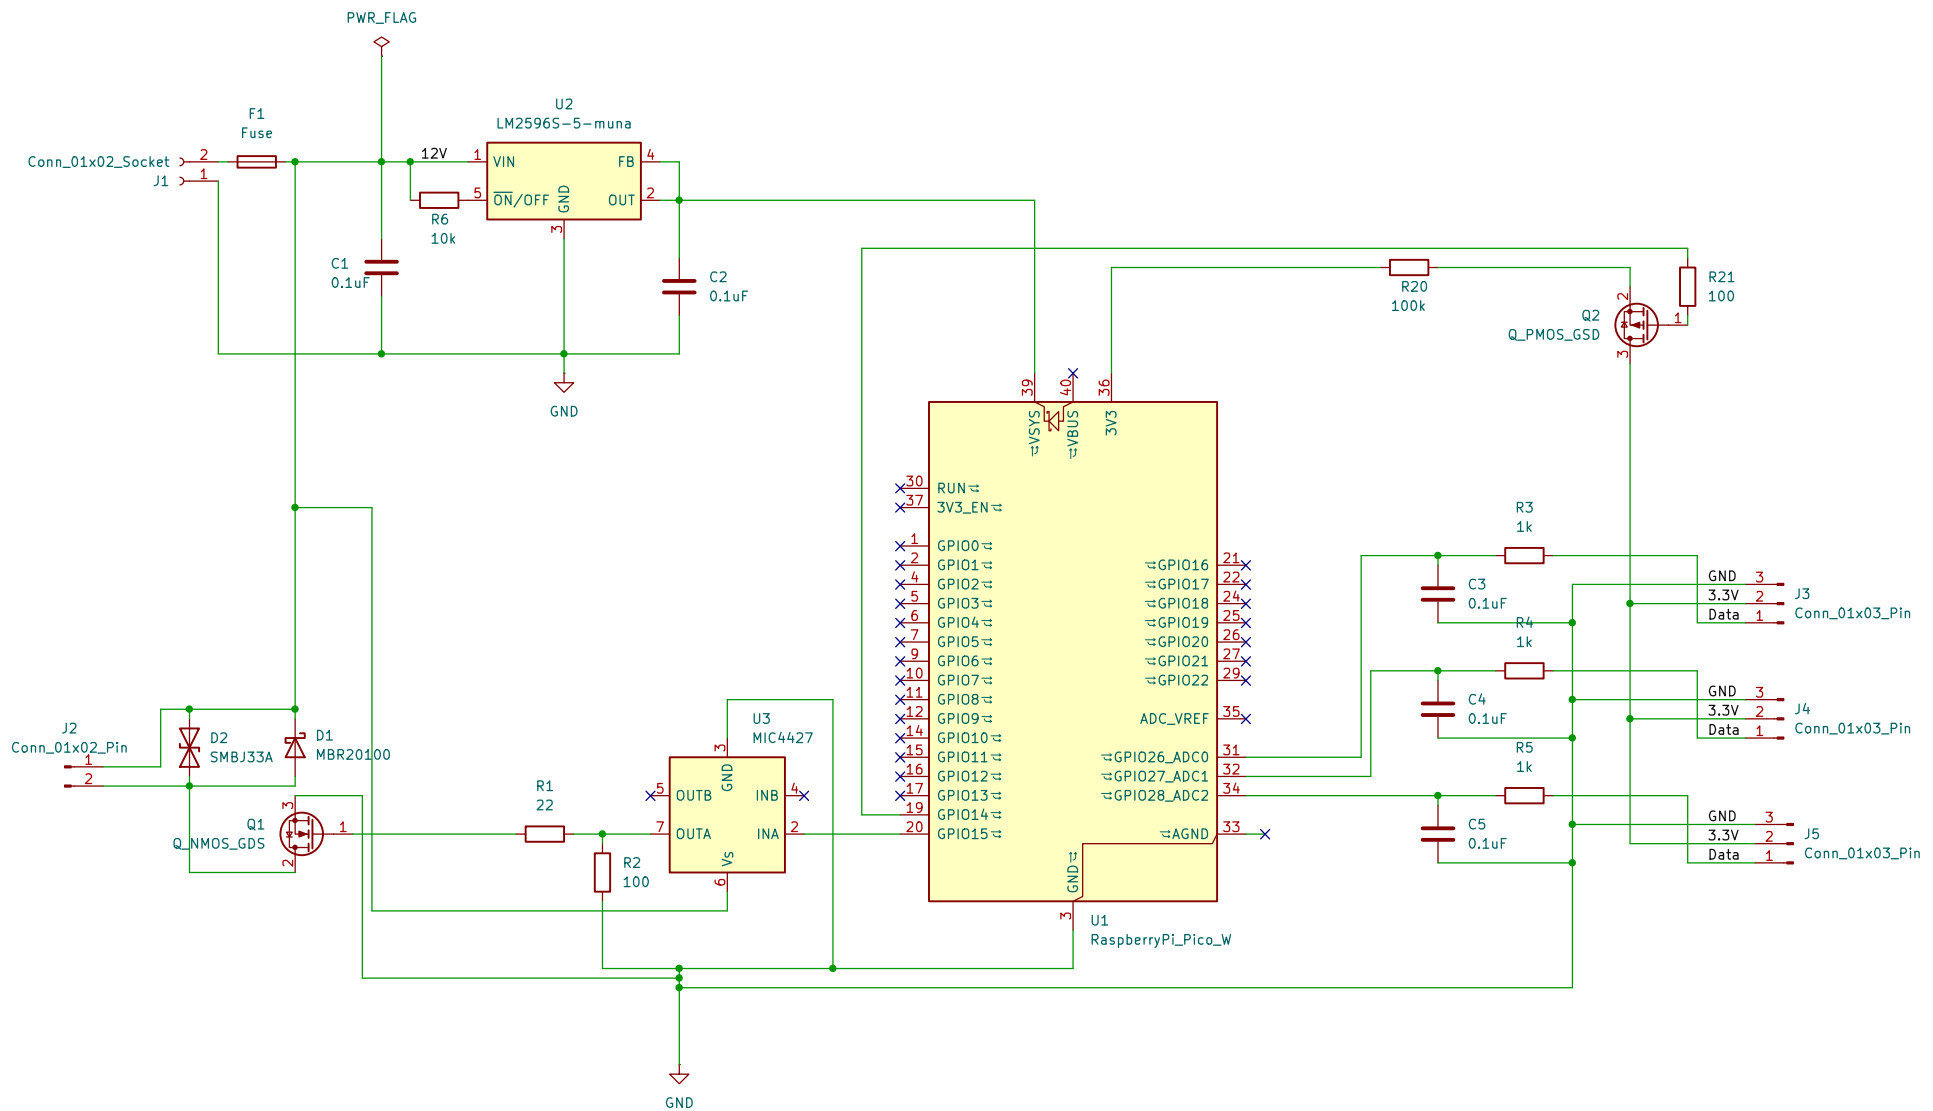 PWR_FLAG
F1
Fuse
Conn_01x02_Socket
2
J1
1
U2
LM2596S-5-muna
12V
1
VIN
FB
4
5
ON/OFF
GND
OUT
2
3
R6
10k
C1
0.1uF
C2
0.1uF
GND
R20
100k
R21
100
Q2
Q_PMOS_GSD
2
1
3
39
40
36
VSYS
VBUS
3V3
30
RUN
37
3V3_EN
1
GPIO0
2
GPIO1
4
GPIO2
5
GPIO3
6
GPIO4
7
GPIO5
9
GPIO6
10
GPIO7
11
GPIO8
12
GPIO9
14
GPIO10
15
GPIO11
16
GPIO12
17
GPIO13
19
GPIO14
20
GPIO15
GPIO16
21
GPIO17
22
GPIO18
24
GPIO19
25
GPIO20
26
GPIO21
27
GPIO22
29
ADC_VREF
35
GPIO26_ADC0
31
GPIO27_ADC1
32
GPIO28_ADC2
34
AGND
33
GND
3
U1
RaspberryPi_Pico_W
R3
1k
C3
0.1uF
GND
3
3.3V
2
Data
1
J3
Conn_01x03_Pin
R4
1k
C4
0.1uF
GND
3
3.3V
2
Data
1
J4
Conn_01x03_Pin
R5
1k
C5
0.1uF
GND
3
3.3V
2
Data
1
J5
Conn_01x03_Pin
J2
Conn_01x02_Pin
1
2
D2
SMBJ33A
D1
MBR20100
Q1
Q_NMOS_GDS
3
1
2
R1
22
R2
100
U3
MIC4427
3
GND
5
OUTB
INB
4
7
OUTA
INA
2
Vs
6
GND